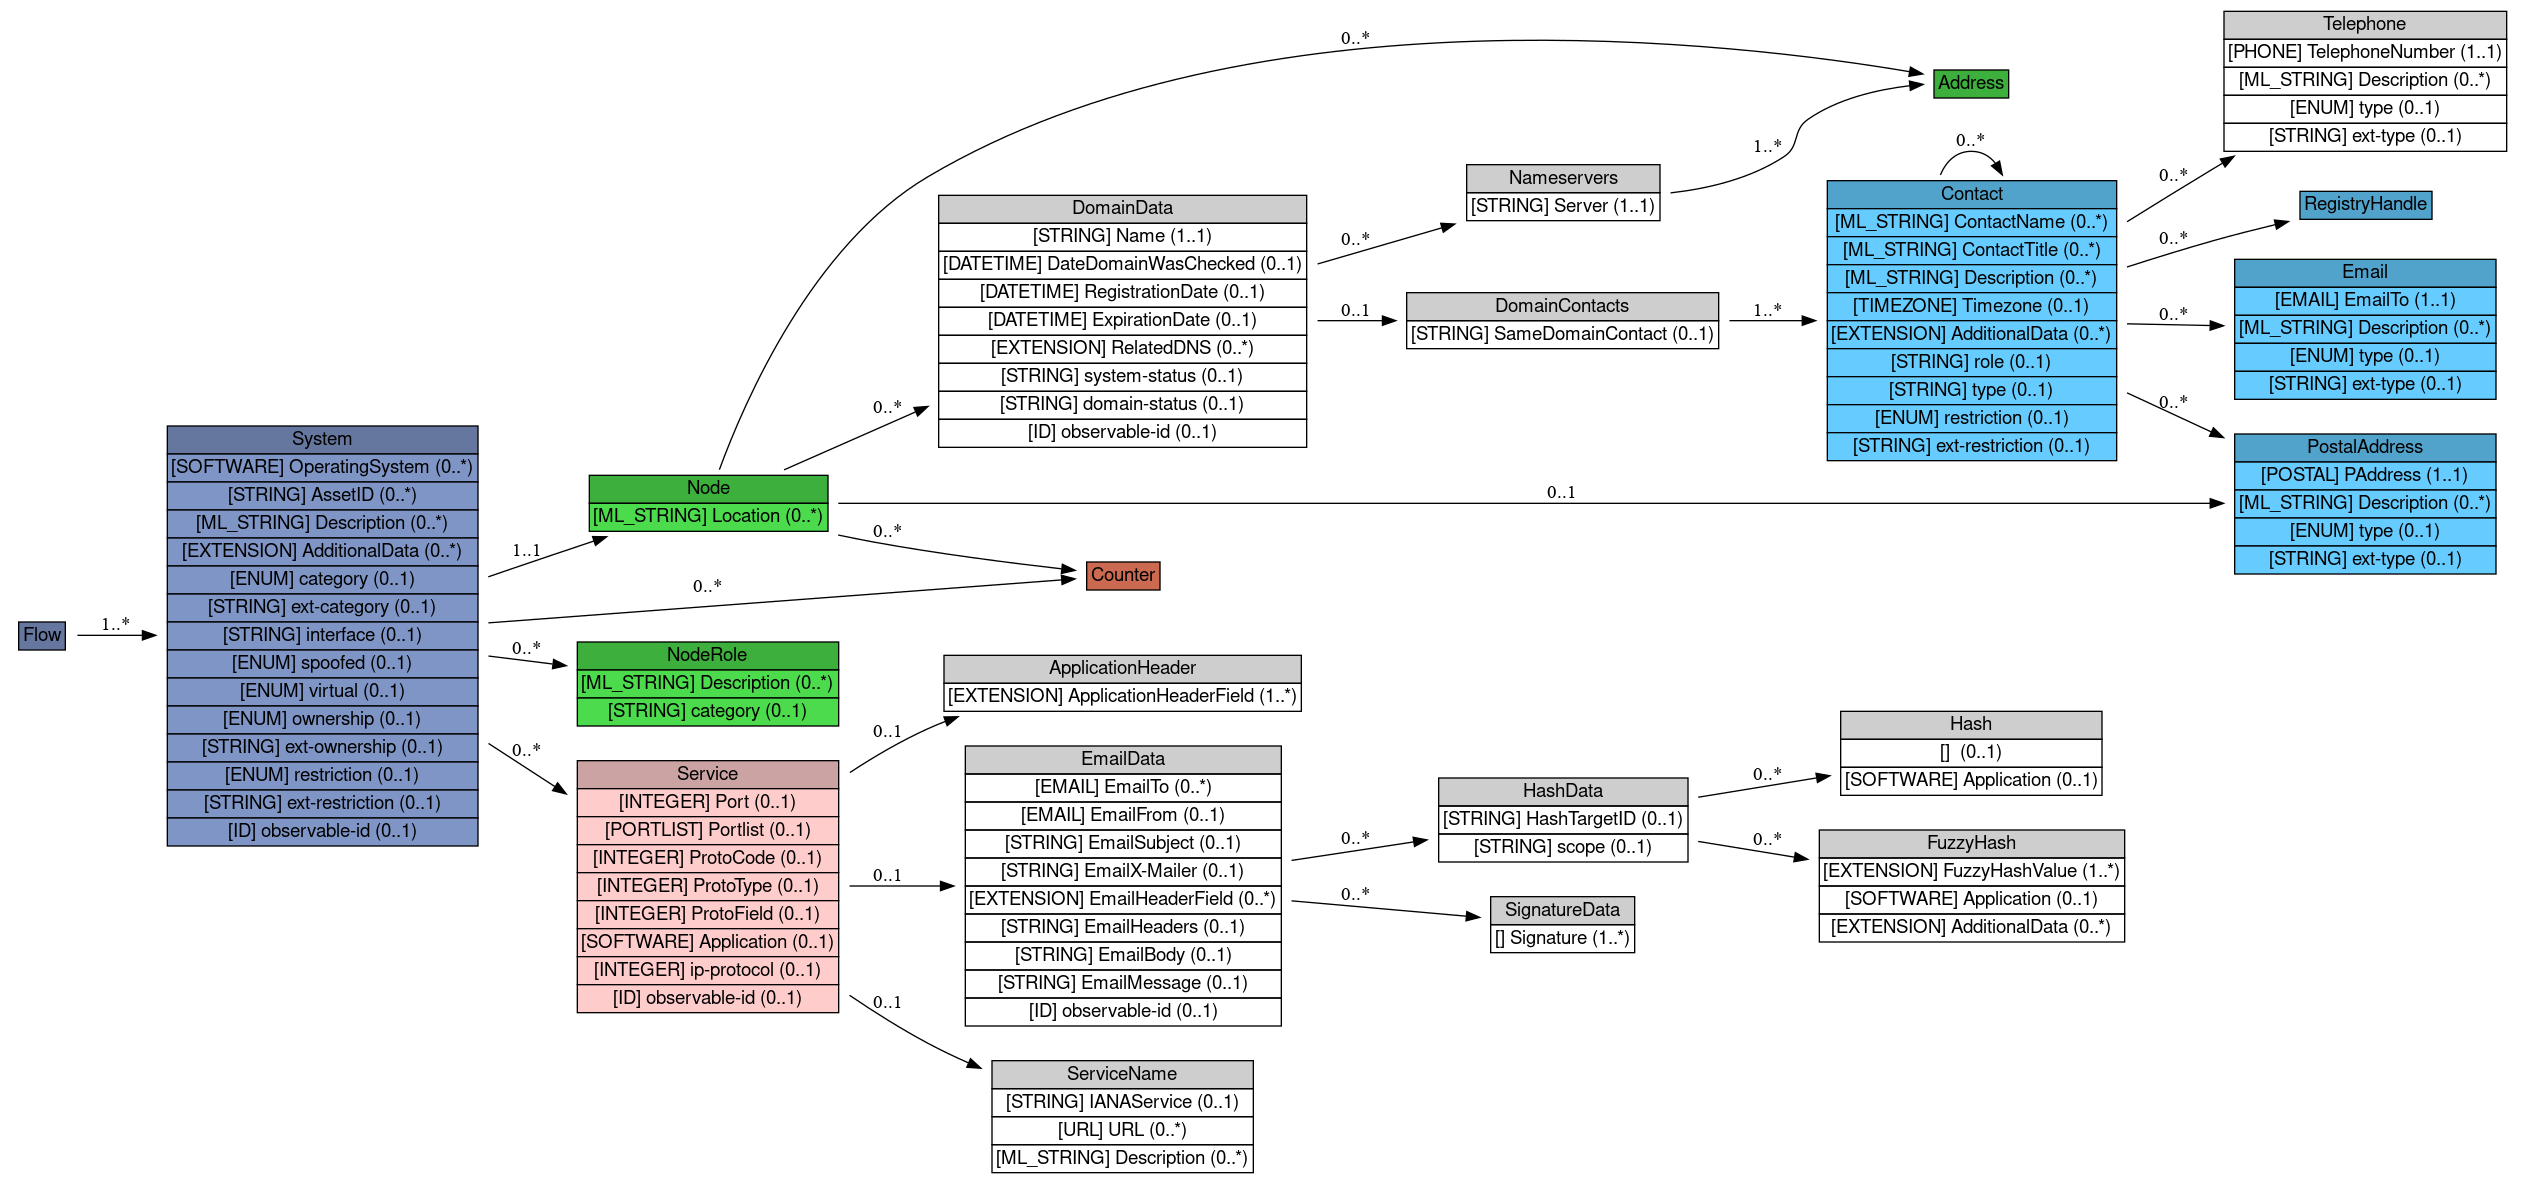 Flow
1..*
System
[SOFTWARE] OperatingSystem (0..*)
[STRING] AssetID (0..*)
[ML_STRING] Description (0..*)
[EXTENSION] AdditionalData (0..*)
[ENUM] category (0..1)
[STRING] ext-category (0..1)
[STRING] interface (0..1)
[ENUM] spoofed (0..1)
[ENUM] virtual (0..1)
[ENUM] ownership (0..1)
[STRING] ext-ownership (0..1)
[ENUM] restriction (0..1)
[STRING] ext-restriction (0..1)
[ID] observable-id (0..1)
1..1
0..*
0..*
0..*
Node
[ML_STRING] Location (0..*)
0..*
0..*
0..1
0..*
NodeRole
[ML_STRING] Description (0..*)
[STRING] category (0..1)
Service
[INTEGER] Port (0..1)
[PORTLIST] Portlist (0..1)
[INTEGER] ProtoCode (0..1)
[INTEGER] ProtoType (0..1)
[INTEGER] ProtoField (0..1)
[SOFTWARE] Application (0..1)
[INTEGER] ip-protocol (0..1)
[ID] observable-id (0..1)
0..1
0..1
0..1
DomainData
[STRING] Name (1..1)
[DATETIME] DateDomainWasChecked (0..1)
[DATETIME] RegistrationDate (0..1)
[DATETIME] ExpirationDate (0..1)
[EXTENSION] RelatedDNS (0..*)
[STRING] system-status (0..1)
[STRING] domain-status (0..1)
[ID] observable-id (0..1)
0..*
0..1
Counter
ApplicationHeader
[EXTENSION] ApplicationHeaderField (1..*)
EmailData
[EMAIL] EmailTo (0..*)
[EMAIL] EmailFrom (0..1)
[STRING] EmailSubject (0..1)
[STRING] EmailX-Mailer (0..1)
[EXTENSION] EmailHeaderField (0..*)
[STRING] EmailHeaders (0..1)
[STRING] EmailBody (0..1)
[STRING] EmailMessage (0..1)
[ID] observable-id (0..1)
0..*
0..*
ServiceName
[STRING] IANAService (0..1)
[URL] URL (0..*)
[ML_STRING] Description (0..*)
Nameservers
[STRING] Server (1..1)
1..*
DomainContacts
[STRING] SameDomainContact (0..1)
1..*
HashData
[STRING] HashTargetID (0..1)
[STRING] scope (0..1)
0..*
0..*
SignatureData
[] Signature (1..*)
Address
0..*
Contact
[ML_STRING] ContactName (0..*)
[ML_STRING] ContactTitle (0..*)
[ML_STRING] Description (0..*)
[TIMEZONE] Timezone (0..1)
[EXTENSION] AdditionalData (0..*)
[STRING] role (0..1)
[STRING] type (0..1)
[ENUM] restriction (0..1)
[STRING] ext-restriction (0..1)
0..*
0..*
0..*
0..*
Hash
[] (0..1)
[SOFTWARE] Application (0..1)
FuzzyHash
[EXTENSION] FuzzyHashValue (1..*)
[SOFTWARE] Application (0..1)
[EXTENSION] AdditionalData (0..*)
Telephone
[PHONE] TelephoneNumber (1..1)
[ML_STRING] Description (0..*)
[ENUM] type (0..1)
[STRING] ext-type (0..1)
RegistryHandle
Email
[EMAIL] EmailTo (1..1)
[ML_STRING] Description (0..*)
[ENUM] type (0..1)
[STRING] ext-type (0..1)
PostalAddress
[POSTAL] PAddress (1..1)
[ML_STRING] Description (0..*)
[ENUM] type (0..1)
[STRING] ext-type (0..1)